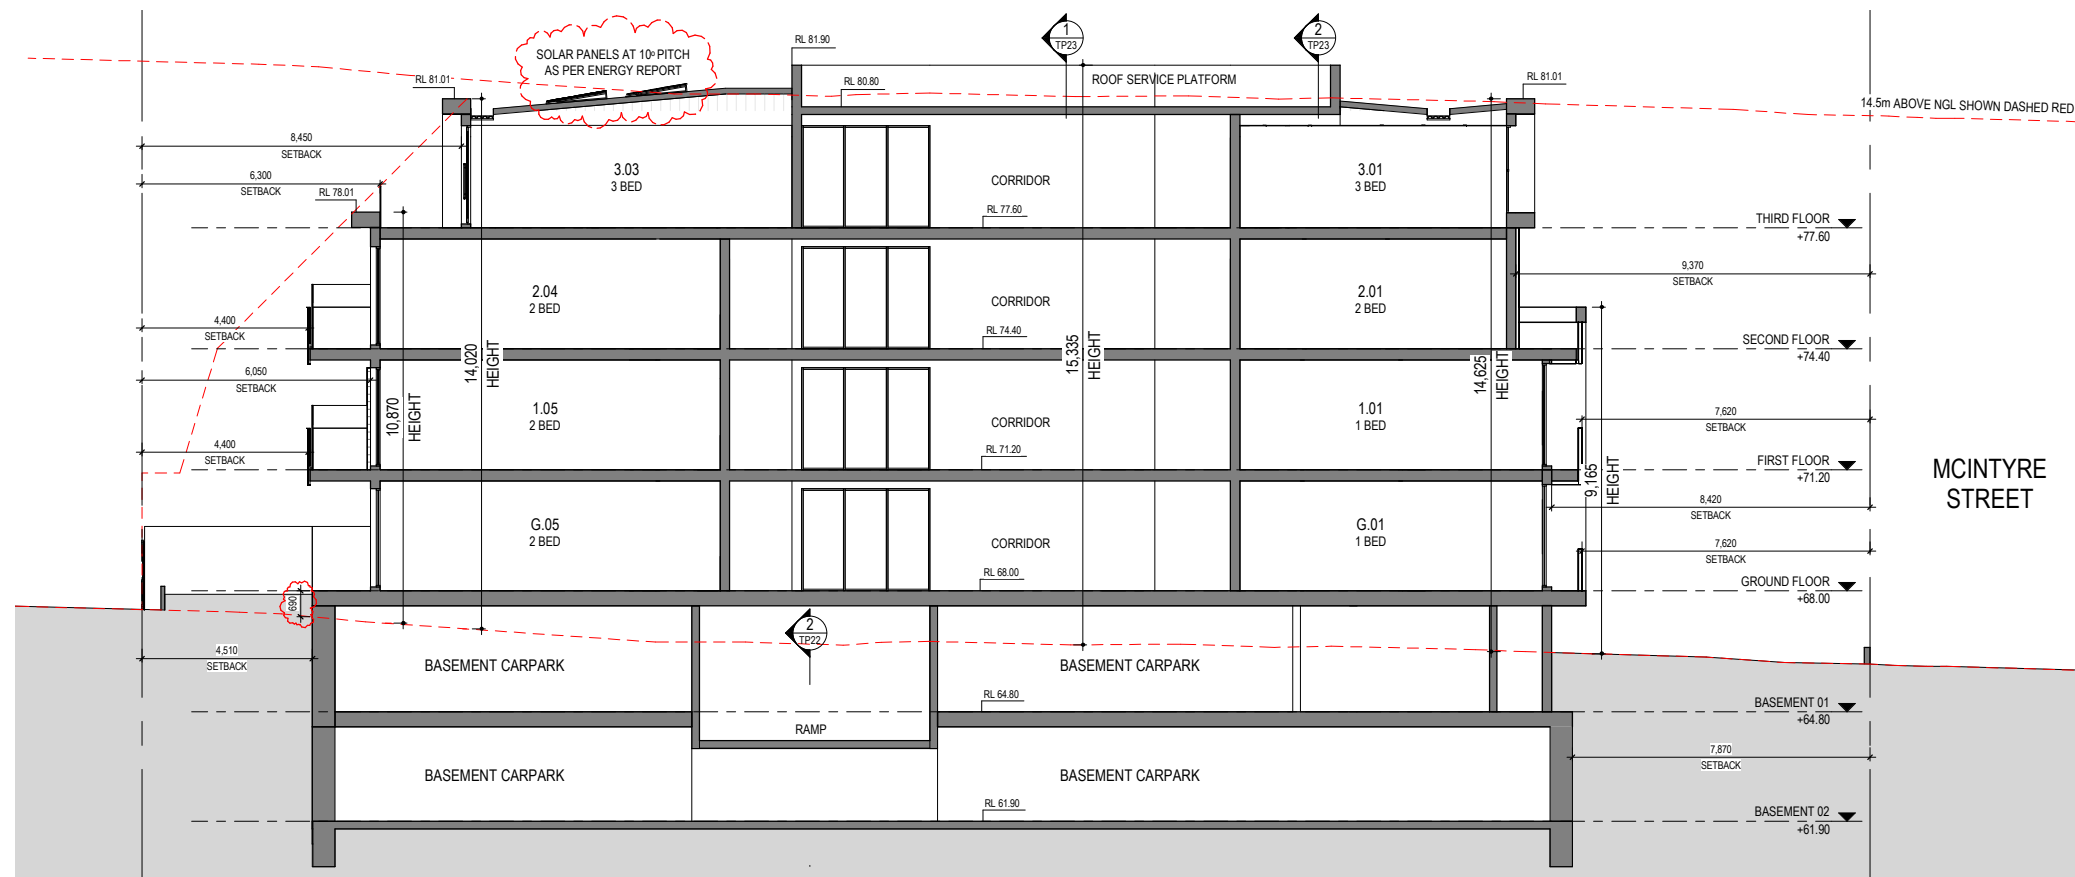 1
TP23
2
TP23
RL 81.90
SOLAR PANELS AT 10º PITCH
AS PER ENERGY REPORT
RL 81.01
RL 80.80
ROOF SERVICE PLATFORM
RL 81.01
14.5m ABOVE NGL SHOWN DASHED RED
8,450
SETBACK
6,300
SETBACK
RL 78.01
3.03
3 BED
CORRIDOR
3.01
3 BED
RL 77.60
THIRD FLOOR
+77.60
9,370
SETBACK
2.04
2 BED
CORRIDOR
2.01
2 BED
4,400
SETBACK
RL 74.40
SECOND FLOOR
+74.40
14,020
HEIGHT
15,335
HEIGHT
14,625
HEIGHT
6,050
SETBACK
10,870
HEIGHT
1.05
2 BED
CORRIDOR
1.01
1 BED
7,620
SETBACK
4,400
SETBACK
RL 71.20
FIRST FLOOR
+71.20
9,165
HEIGHT
MCINTYRE
STREET
8,420
SETBACK
G.05
2 BED
CORRIDOR
G.01
1 BED
7,620
SETBACK
RL 68.00
GROUND FLOOR
+68.00
690
2
TP22
4,510
SETBACK
BASEMENT CARPARK
BASEMENT CARPARK
RL 64.80
BASEMENT 01
+64.80
RAMP
7,870
SETBACK
BASEMENT CARPARK
BASEMENT CARPARK
RL 61.90
BASEMENT 02
+61.90